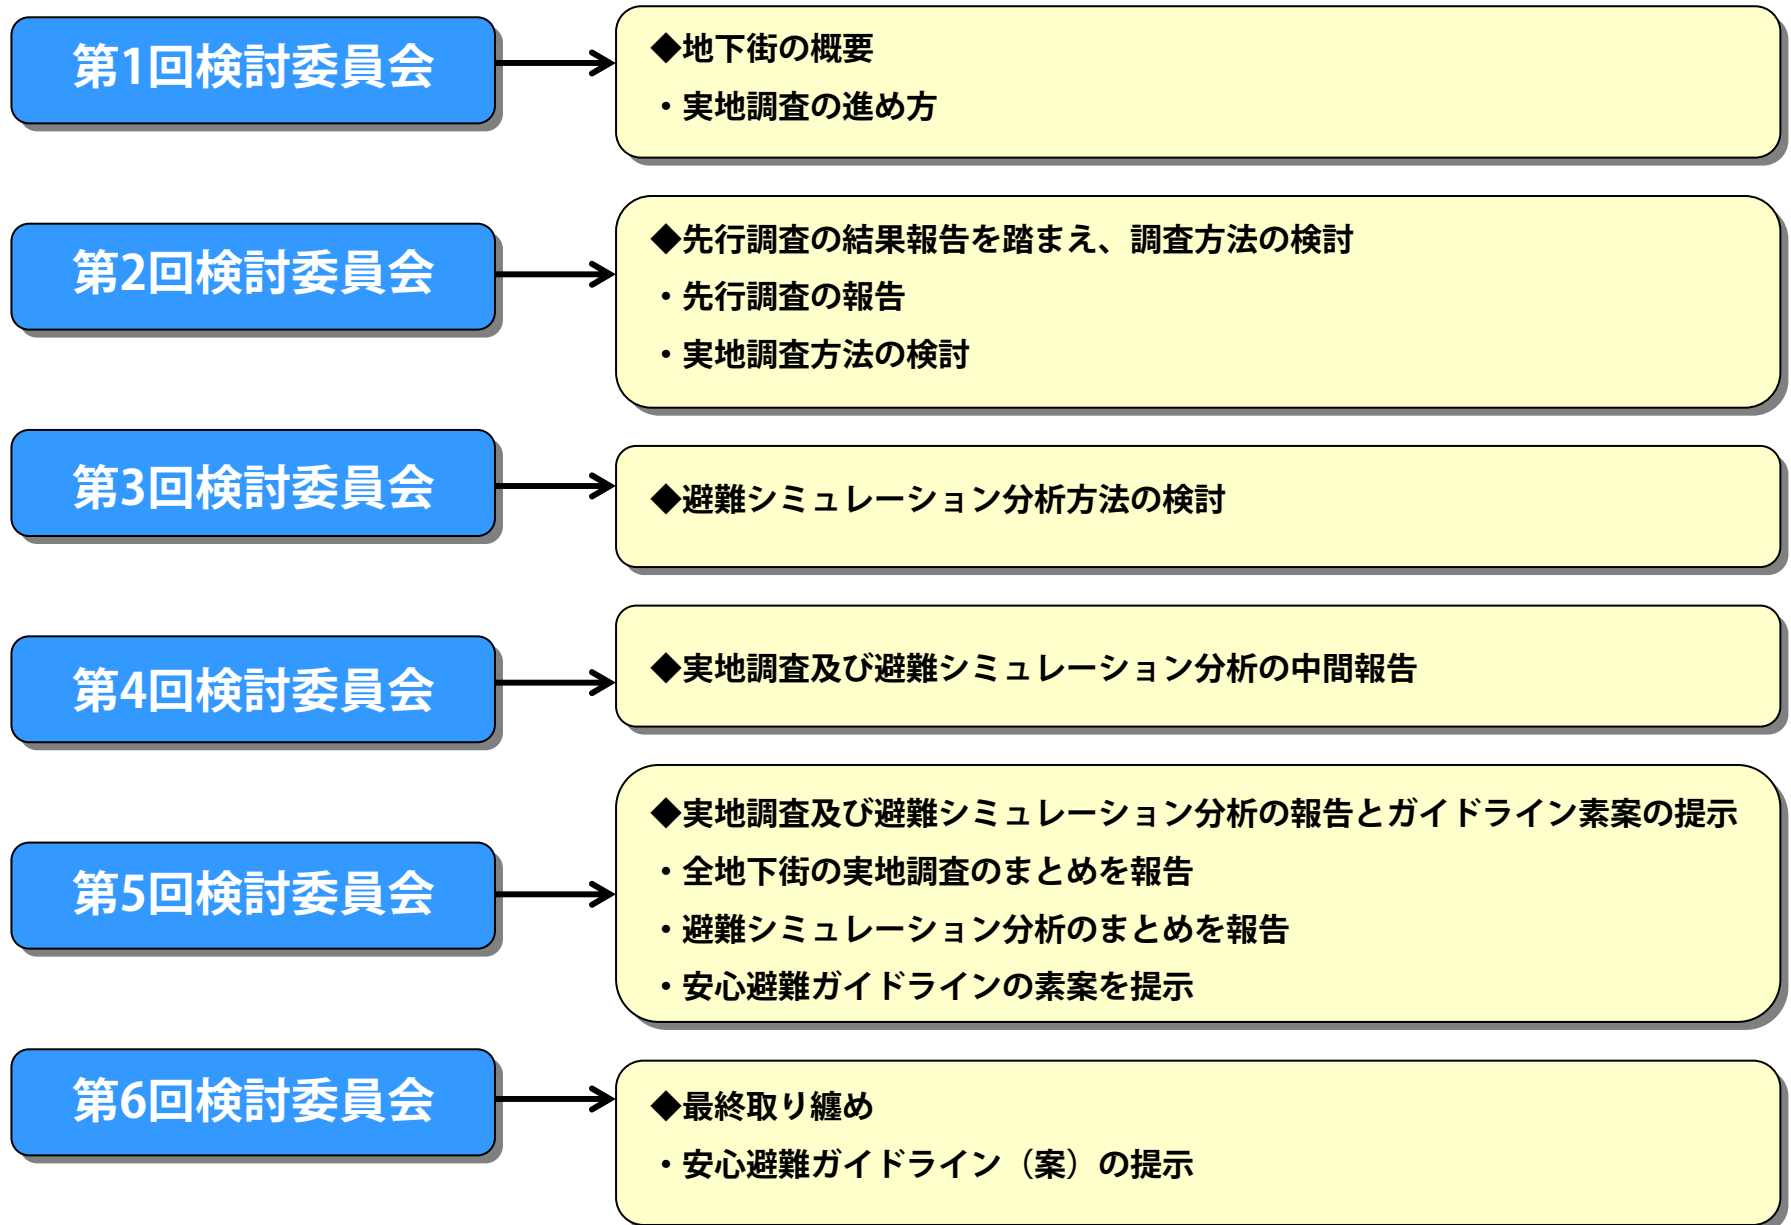 第1回検討委員会
◆地下街の概要
・実地調査の進め方
第2回検討委員会
◆先行調査の結果報告を踏まえ、調査方法の検討
・先行調査の報告
・実地調査方法の検討
第3回検討委員会
◆避難シミュレーション分析方法の検討
第4回検討委員会
◆実地調査及び避難シミュレーション分析の中間報告
第5回検討委員会
◆実地調査及び避難シミュレーション分析の報告とガイドライン素案の提示
・全地下街の実地調査のまとめを報告
・避難シミュレーション分析のまとめを報告
・安心避難ガイドラインの素案を提示
第6回検討委員会
◆最終取り纏め
・安心避難ガイドライン（案）の提示